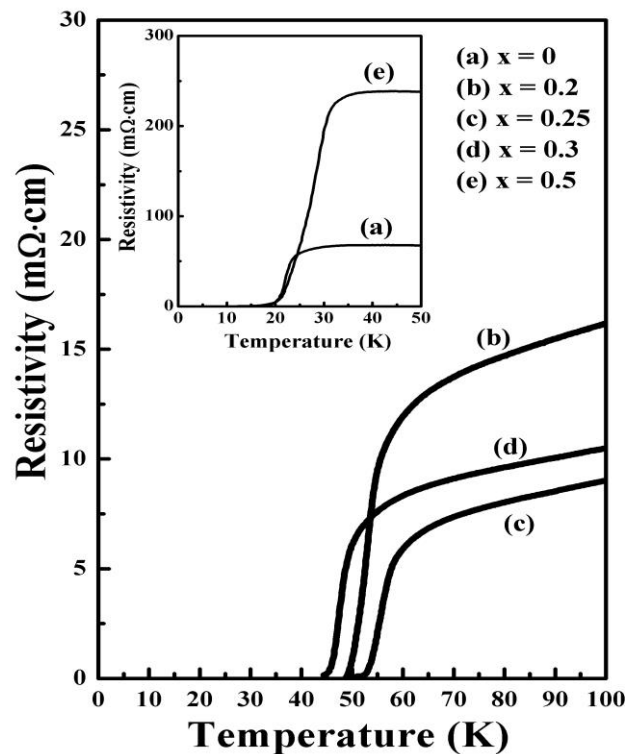 30
25
20
15
10
5
0
Resistivity (mΩ·cm)
0 10 20 30 40 50 60 70 80 90 100
Temperature (K)
300
200
100
0
Resistivity (mΩ·cm)
0 10 20 30 40 50
Temperature (K)
(e)
(a)
(a) x = 0
(b) x = 0.2
(c) x = 0.25
(d) x = 0.3
(e) x = 0.5
(b)
(d)
(c)